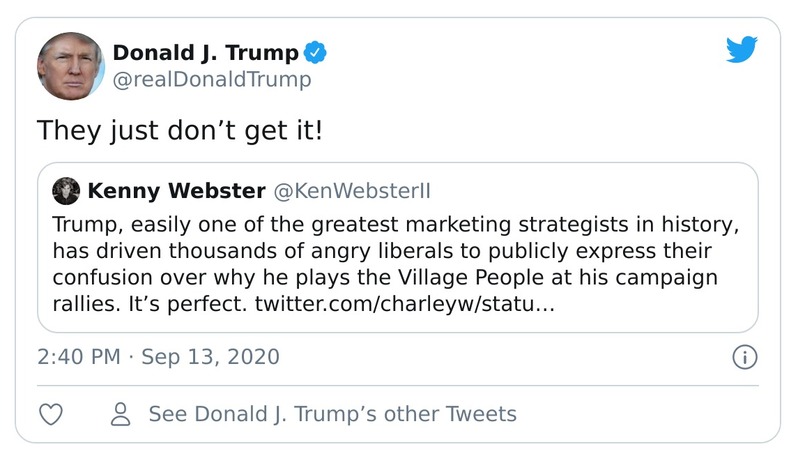 Donald J. Trump
@realDonaldTrump
They just don’t get it!
Kenny Webster @KenWebsterII
Trump, easily one of the greatest marketing strategists in history,
has driven thousands of angry liberals to publicly express their
confusion over why he plays the Village People at his campaign
rallies. It’s perfect. twitter.com/charleyw/statu…
2:40 PM · Sep 13, 2020
See Donald J. Trump’s other Tweets